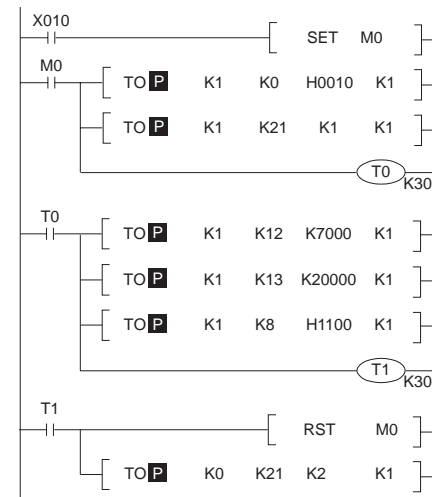 X010
SET M0
M0
TO P K1 K0 H0010 K1
TO P K1 K21 K1 K1
T0
K30
T0
TO P K1 K12 K7000 K1
TO P K1 K13 K20000 K1
TO P K1 K8 H1100 K1
T1
K30
T1
RST M0
TO P K0 K21 K2 K1